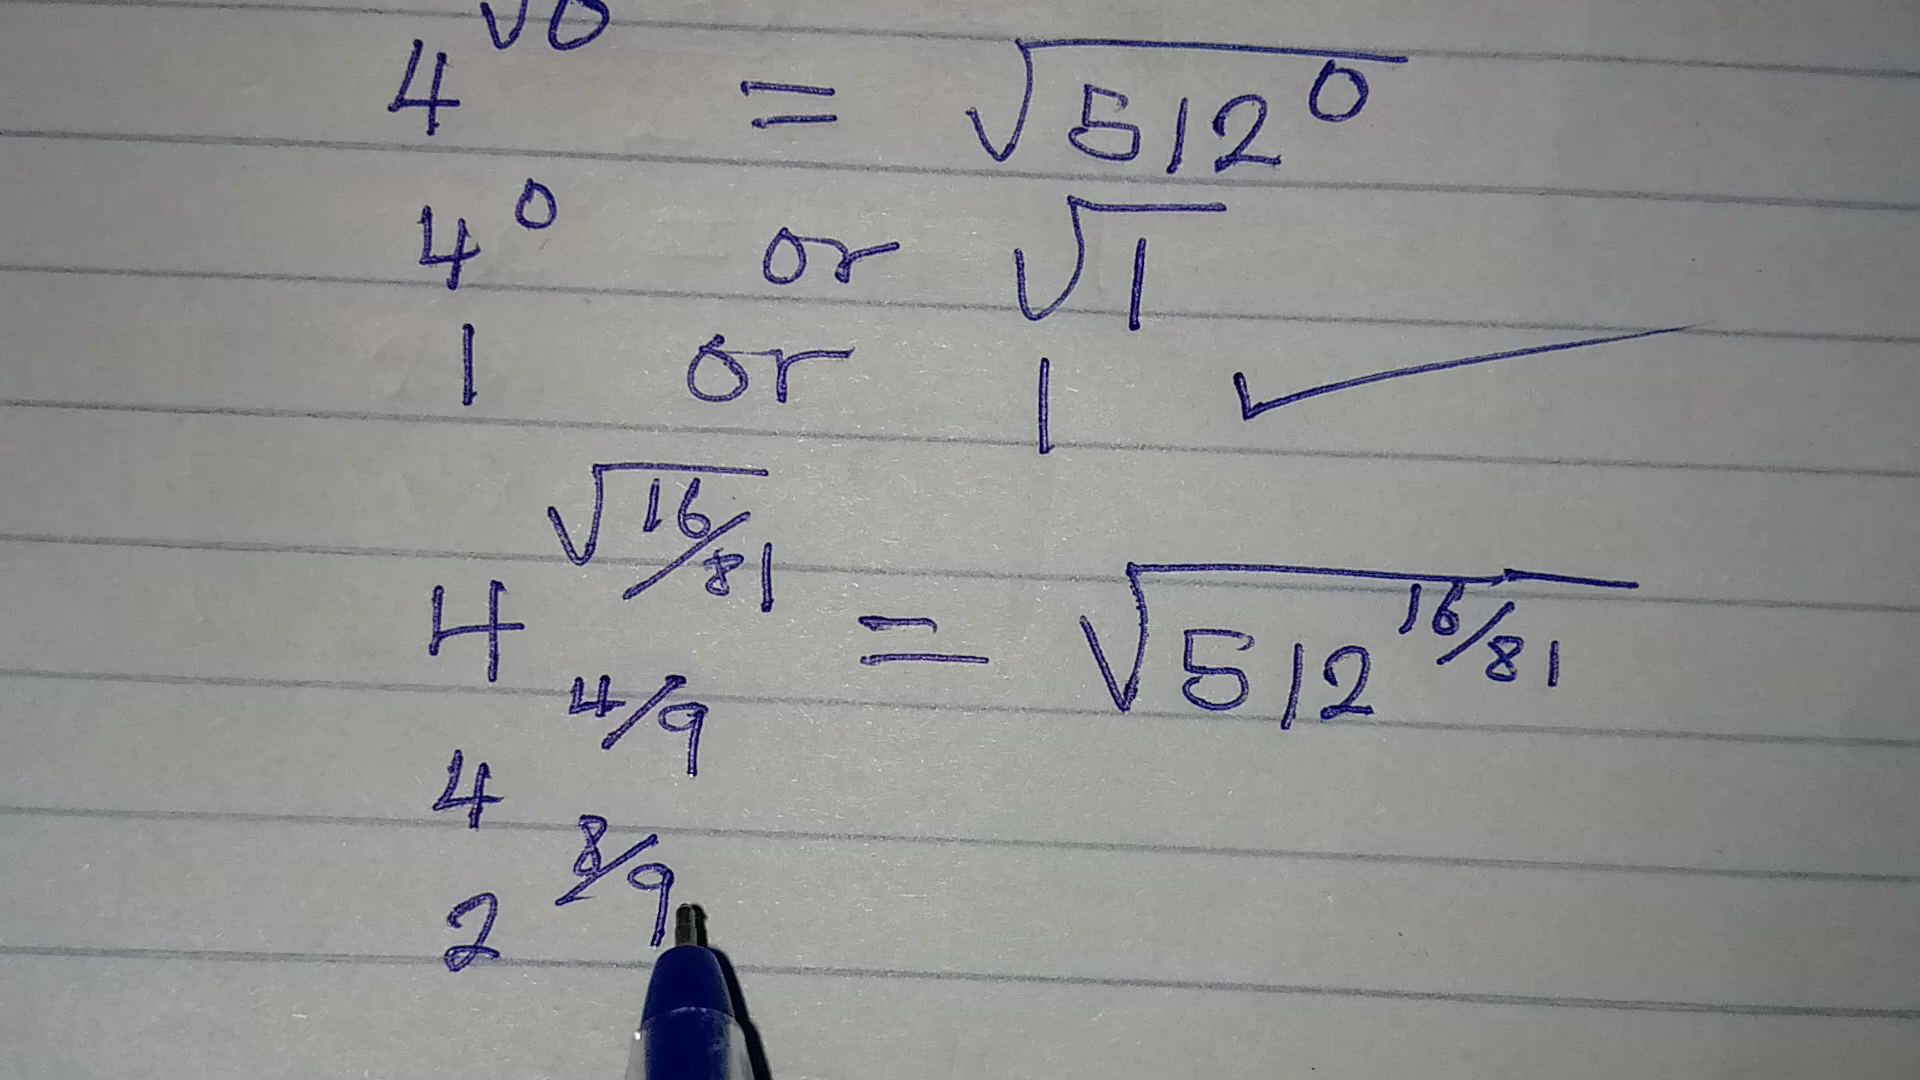 4^√0 = √512^0
4^0 or √1
1 or 1 ✓
4^√16/81 = √512^16/81
4^4/9
2^8/9